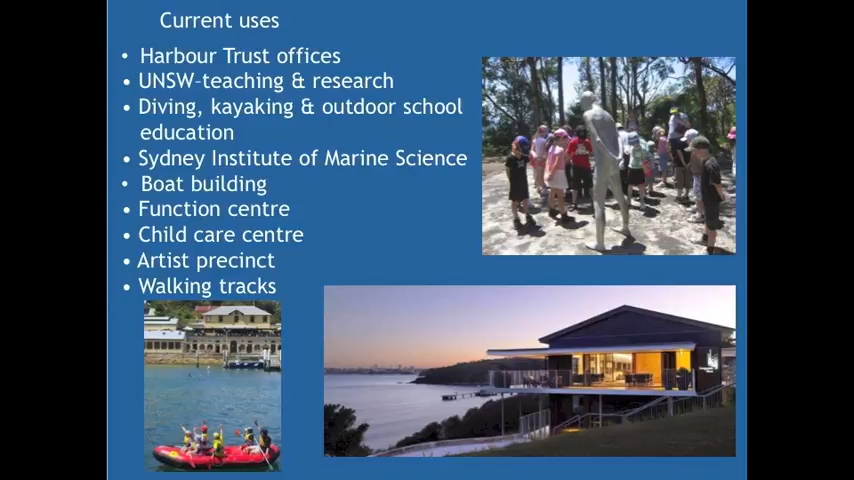 Current uses
• Harbour Trust offices
• UNSW-teaching & research
• Diving, kayaking & outdoor school
education
• Sydney Institute of Marine Science
• Boat building
• Function centre
• Child care centre
• Artist precinct
• Walking tracks